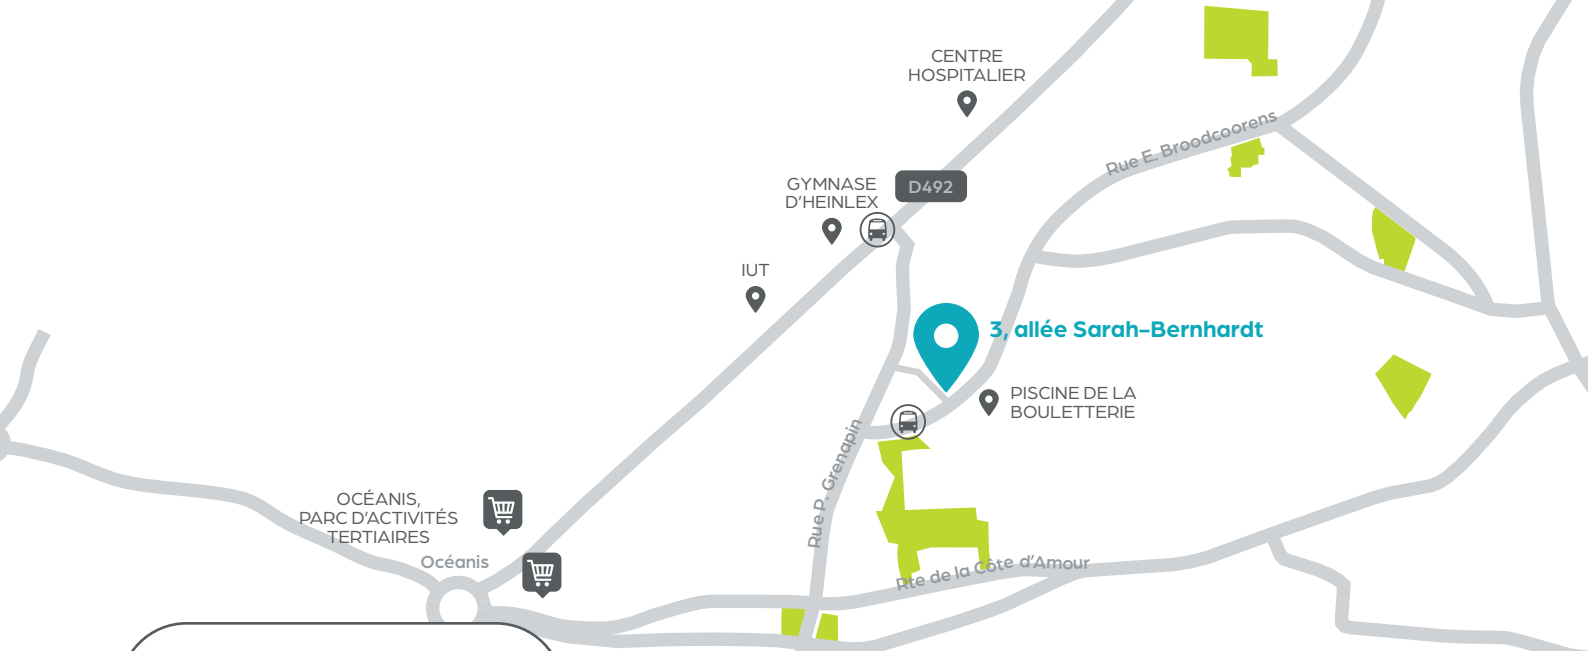 CENTRE
HOSPITALIER
Rue E. Broodcoorens
GYMNASE
D'HEINLEX
D492
IUT
3, allée Sarah-Bernhardt
PISCINE DE LA
BOULETTERIE
Rue P. Grenapin
OCÉANIS,
PARC D'ACTIVITÉS
TERTIAIRES
Océanis
Rte de la Côte d'Amour